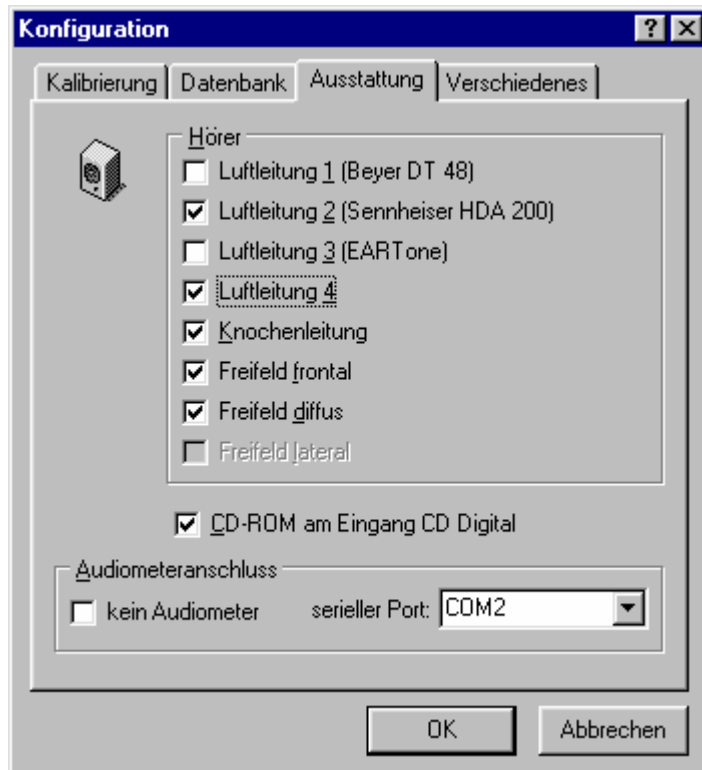 Konfiguration
Kalibrierung Datenbank Ausstattung Verschiedenes
Hörer
Luftleitung 1 (Beyer DT 48)
Luftleitung 2 (Sennheiser HDA 200)
Luftleitung 3 (EARTone)
Luftleitung 4
Knochenleitung
Freifeld frontal
Freifeld diffus
Freifeld lateral
CD-ROM am Eingang CD Digital
Audiometeranschluss
kein Audiometer serieller Port: COM2
OK Abbrechen